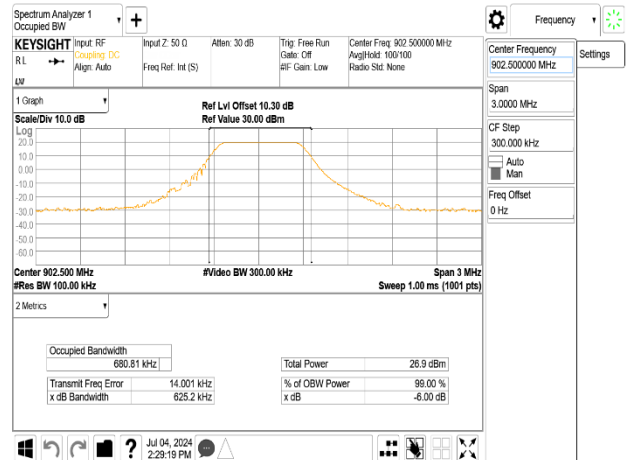 Spectrum Analyzer 1
Occupied BW
+
Frequency
KEYSIGHT
RL
LXI
Input: RF
Coupling: DC
Align: Auto
Input Z: 50 Ω
Freq Ref: Int (S)
Atten: 30 dB
Trig: Free Run
Gate: Off
#IF Gain: Low
Center Freq: 902.500000 MHz
Avg|Hold: 100/100
Radio Std: None
Center Frequency
902.500000 MHz
Settings
Span
3.0000 MHz
CF Step
300.000 kHz
Auto
Man
Freq Offset
0 Hz
1 Graph
Scale/Div 10.0 dB
Ref Lvl Offset 10.30 dB
Ref Value 30.00 dBm
Log
20.0
10.0
0.00
-10.0
-20.0
-30.0
-40.0
-50.0
-60.0
Center 902.500 MHz
#Video BW 300.00 kHz
Span 3 MHz
#Res BW 100.00 kHz
Sweep 1.00 ms (1001 pts)
2 Metrics
Occupied Bandwidth
680.81 kHz
Total Power 26.9 dBm
Transmit Freq Error 14.001 kHz
% of OBW Power 99.00 %
x dB Bandwidth 625.2 kHz
x dB -6.00 dB
?
Jul 04, 2024
2:29:19 PM